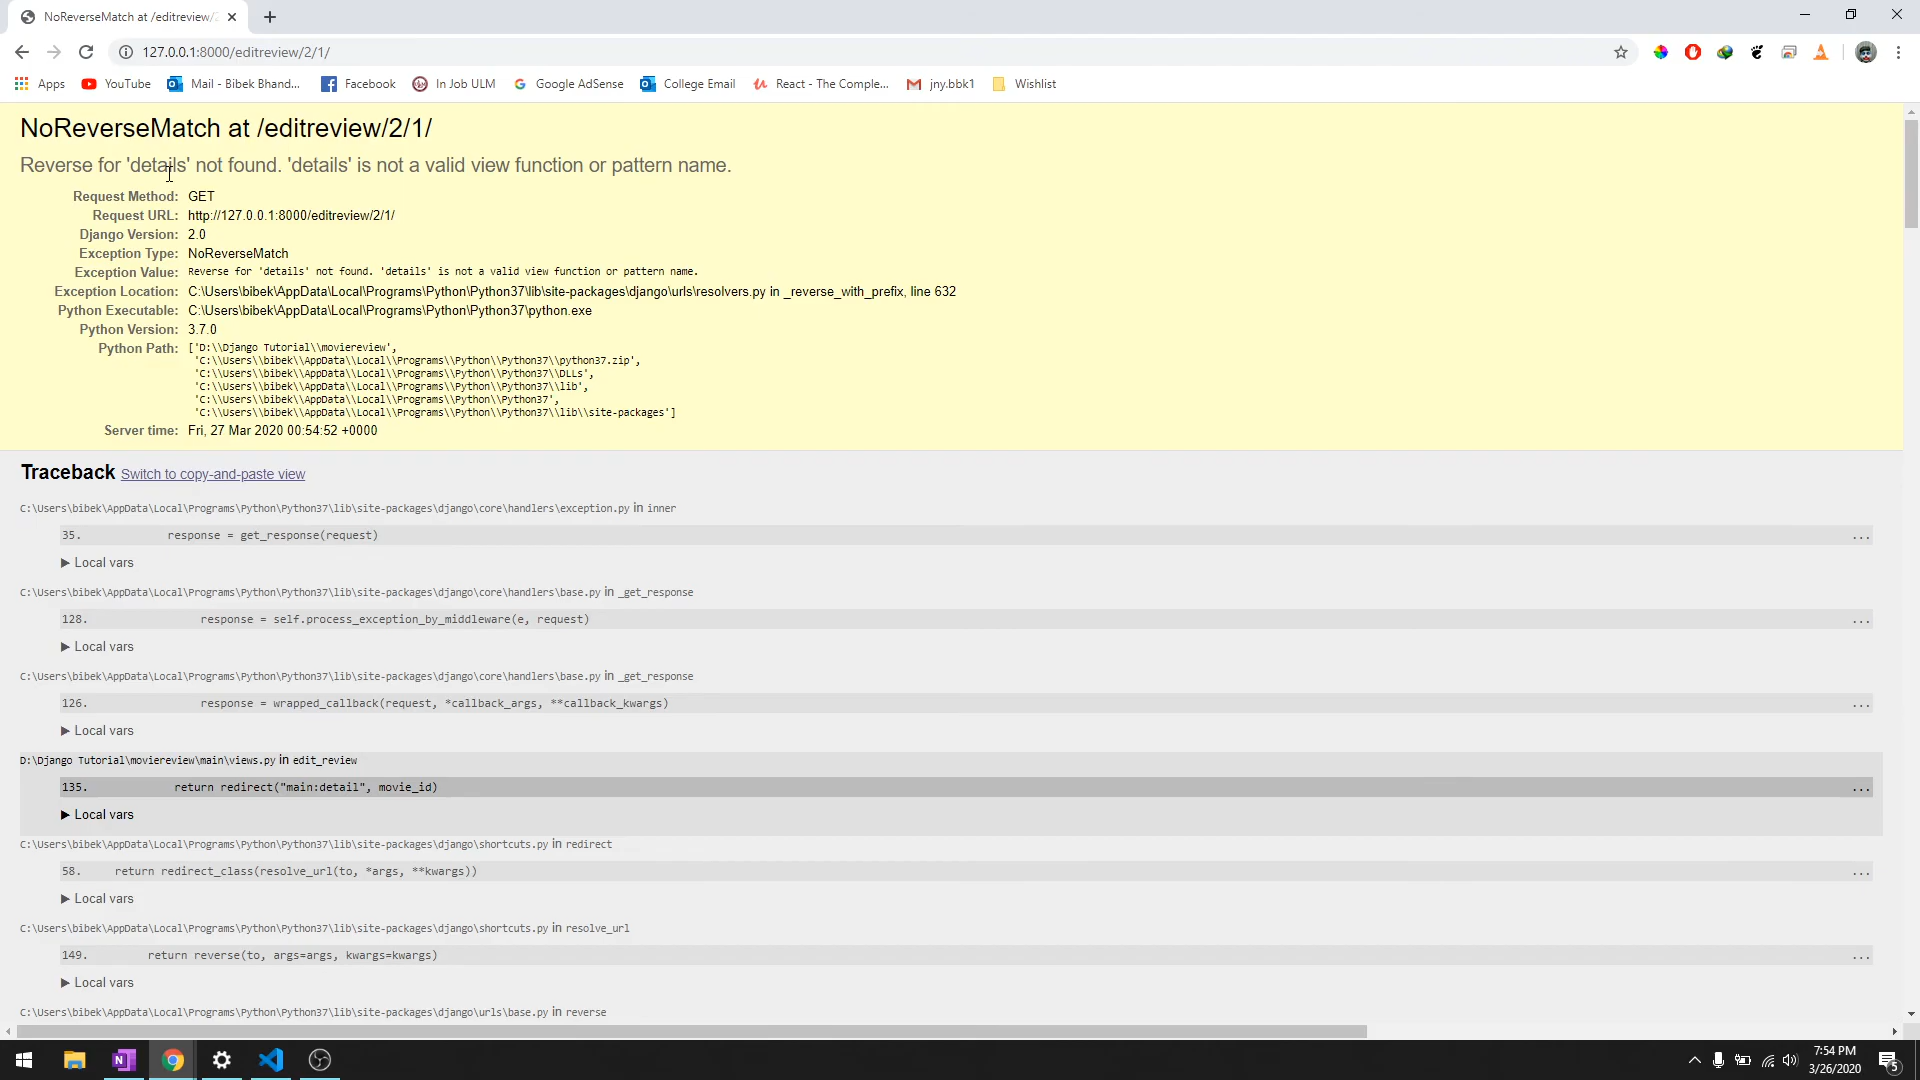 NoReverseMatch at /editreview/2
127.0.0.1:8000/editreview/2/1/
Apps YouTube Mail - Bibek Bhand... Facebook In Job ULM Google AdSense College Email React - The Comple... jny.bbk1 Wishlist
NoReverseMatch at /editreview/2/1/
Reverse for 'details' not found. 'details' is not a valid view function or pattern name.
Request Method: GET
Request URL: http://127.0.0.1:8000/editreview/2/1/
Django Version: 2.0
Exception Type: NoReverseMatch
Exception Value: Reverse for 'details' not found. 'details' is not a valid view function or pattern name.
Exception Location: C:\Users\bibek\AppData\Local\Programs\Python\Python37\lib\site-packages\django\urls\resolvers.py in _reverse_with_prefix, line 632
Python Executable: C:\Users\bibek\AppData\Local\Programs\Python\Python37\python.exe
Python Version: 3.7.0
Python Path: ['D:\\Django Tutorial\\moviereview',
'C:\\Users\\bibek\\AppData\\Local\\Programs\\Python\\Python37\\python37.zip',
'C:\\Users\\bibek\\AppData\\Local\\Programs\\Python\\Python37\\DLLs',
'C:\\Users\\bibek\\AppData\\Local\\Programs\\Python\\Python37\\lib',
'C:\\Users\\bibek\\AppData\\Local\\Programs\\Python\\Python37',
'C:\\Users\\bibek\\AppData\\Local\\Programs\\Python\\Python37\\lib\\site-packages']
Server time: Fri, 27 Mar 2020 00:54:52 +0000
Traceback Switch to copy-and-paste view
C:\Users\bibek\AppData\Local\Programs\Python\Python37\lib\site-packages\django\core\handlers\exception.py in inner
35. response = get_response(request) ...
▶ Local vars
C:\Users\bibek\AppData\Local\Programs\Python\Python37\lib\site-packages\django\core\handlers\base.py in _get_response
128. response = self.process_exception_by_middleware(e, request) ...
▶ Local vars
C:\Users\bibek\AppData\Local\Programs\Python\Python37\lib\site-packages\django\core\handlers\base.py in _get_response
126. response = wrapped_callback(request, *callback_args, **callback_kwargs) ...
▶ Local vars
D:\Django Tutorial\moviereview\main\views.py in edit_review
135. return redirect("main:detail", movie_id) ...
▶ Local vars
C:\Users\bibek\AppData\Local\Programs\Python\Python37\lib\site-packages\django\shortcuts.py in redirect
58. return redirect_class(resolve_url(to, *args, **kwargs)) ...
▶ Local vars
C:\Users\bibek\AppData\Local\Programs\Python\Python37\lib\site-packages\django\shortcuts.py in resolve_url
149. return reverse(to, args=args, kwargs=kwargs) ...
▶ Local vars
C:\Users\bibek\AppData\Local\Programs\Python\Python37\lib\site-packages\django\urls\base.py in reverse
7:54 PM
3/26/2020
5